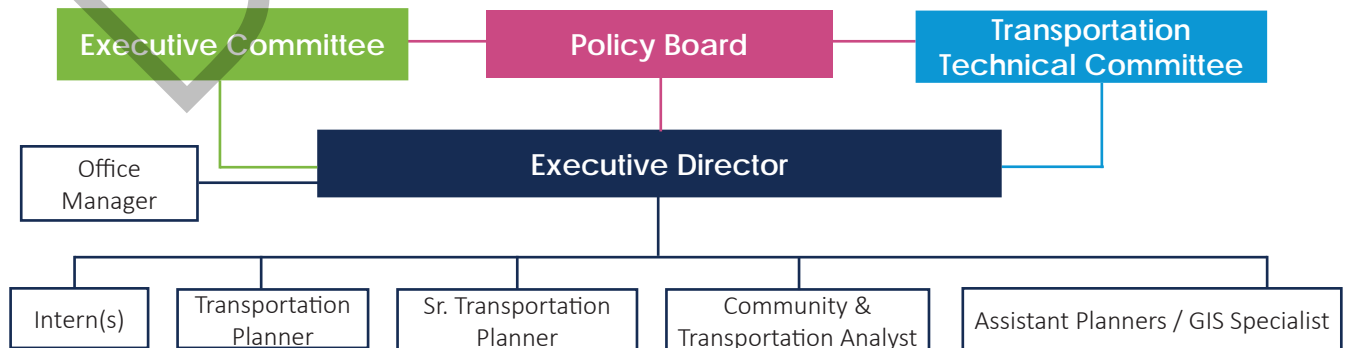 Executive Committee
Policy Board
Transportation
Technical Committee
Executive Director
Office
Manager
Intern(s)
Transportation
Planner
Sr. Transportation
Planner
Community &
Transportation Analyst
Assistant Planners / GIS Specialist